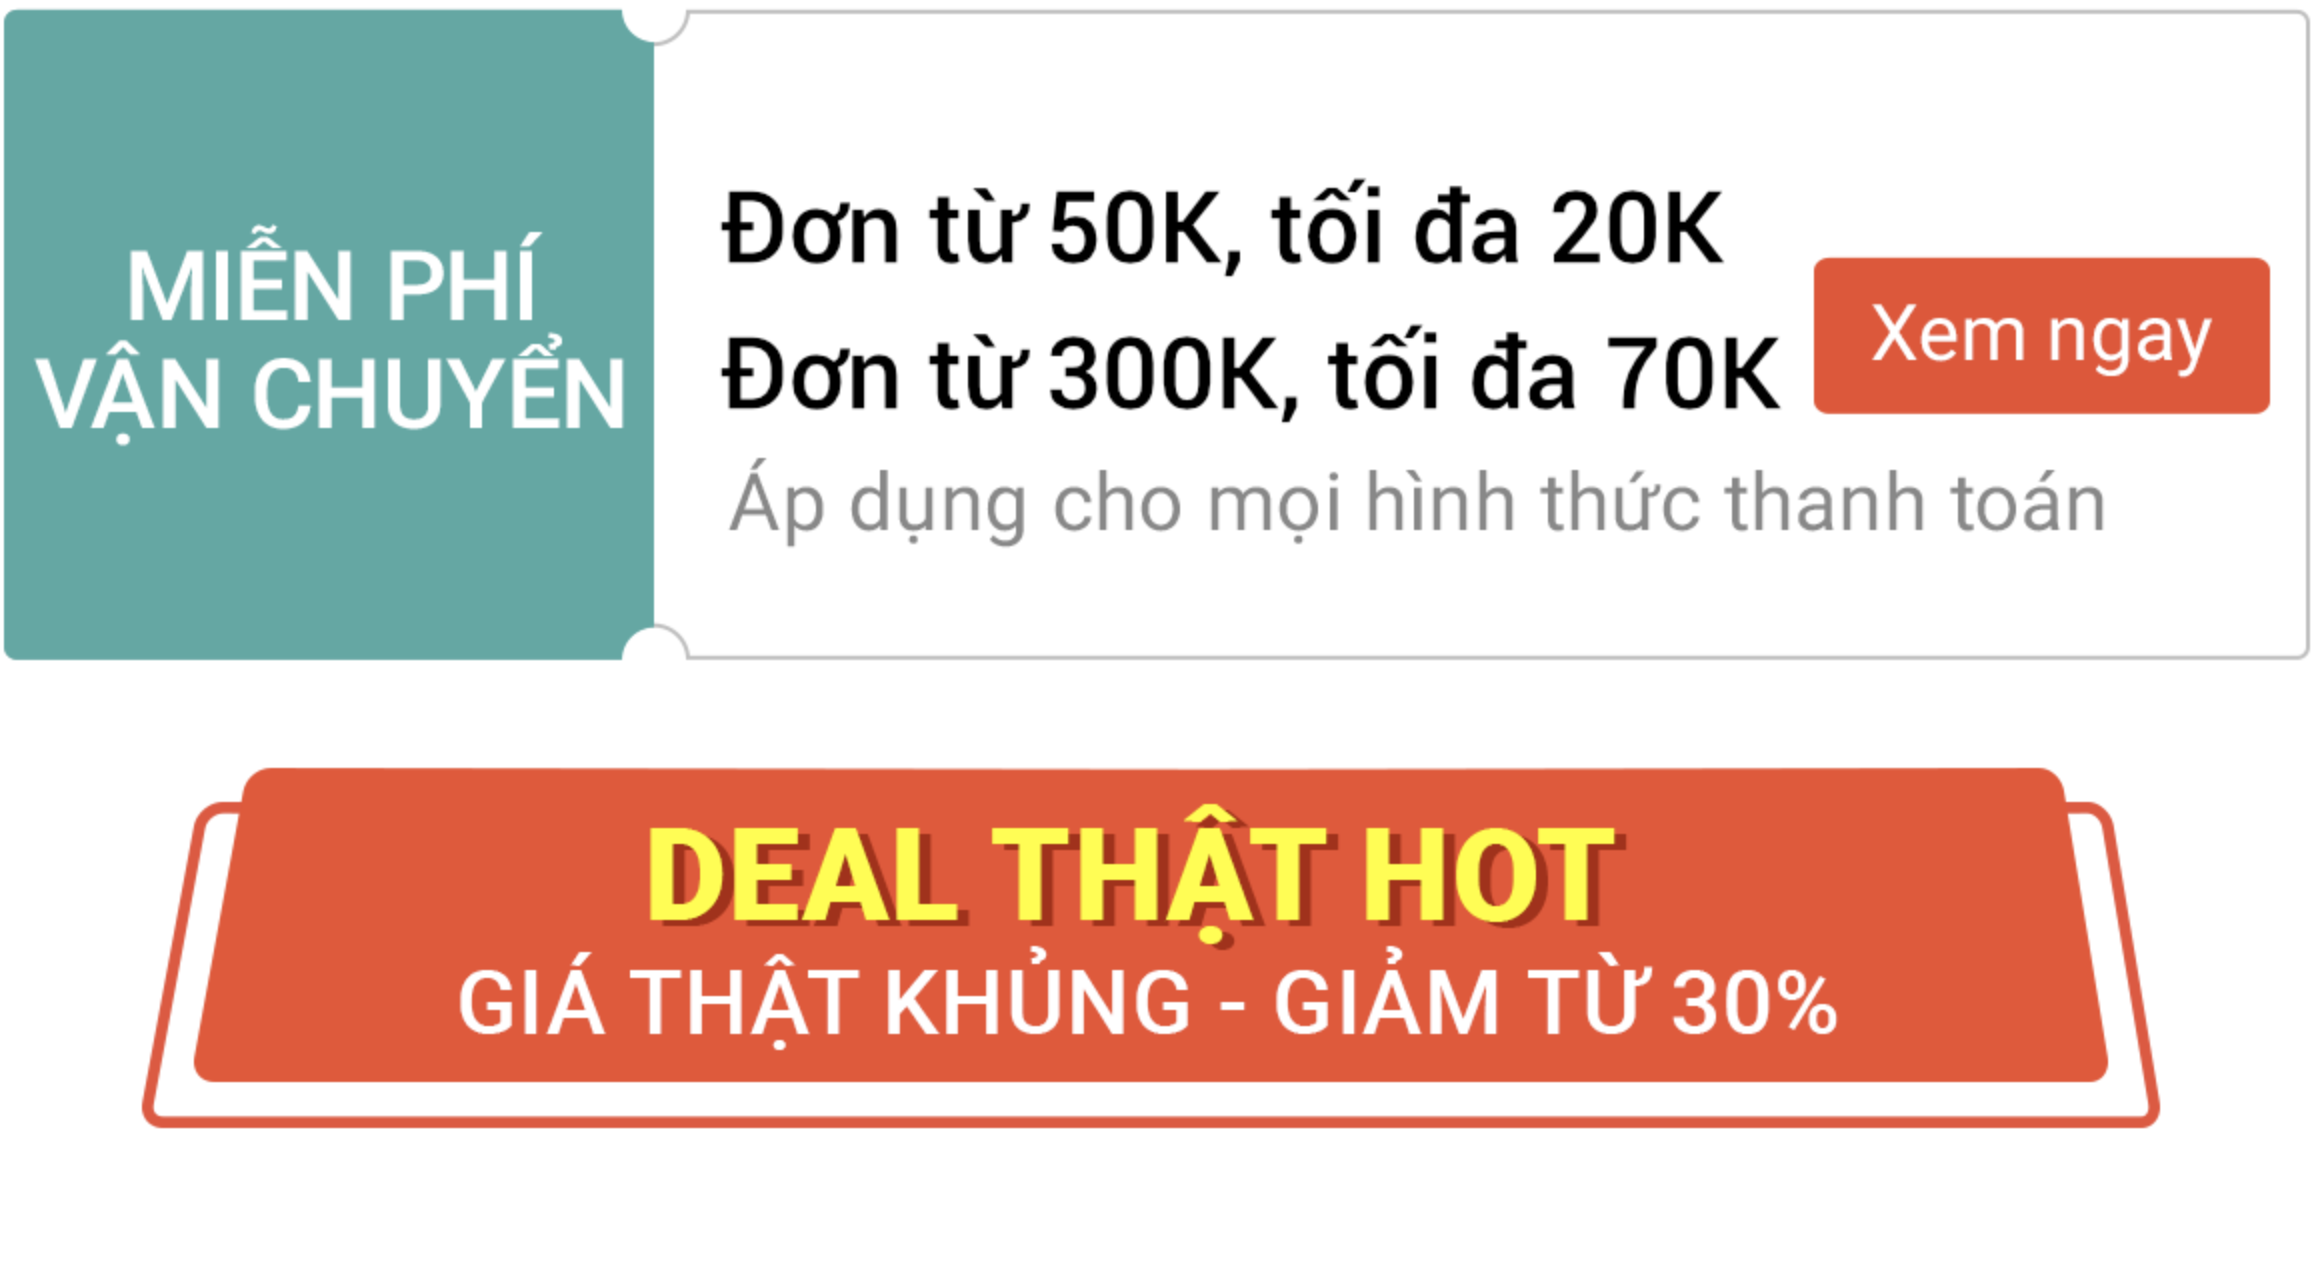 MIỄN PHÍ
VẬN CHUYỂN
Đơn từ 50K, tối đa 20K
Đơn từ 300K, tối đa 70K
Áp dụng cho mọi hình thức thanh toán
Xem ngay
DEAL THẬT HOT
GIÁ THẬT KHỦNG - GIẢM TỪ 30%